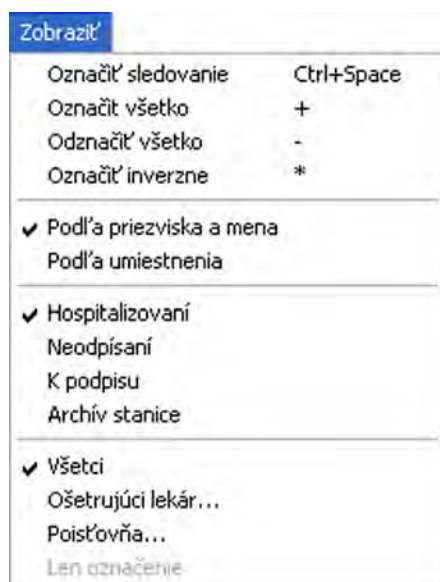 Zobraziť
Označiť sledovanie Ctrl+Space
Označit všetko +
Odznačiť všetko -
Označiť inverzne *
Podľa priezviska a mena
Podľa umiestnenia
Hospitalizovaní
Neodpísaní
K podpisu
Archív stanice
Všetci
Ošetrujúci lekár...
Poisťovňa...
Len označenie